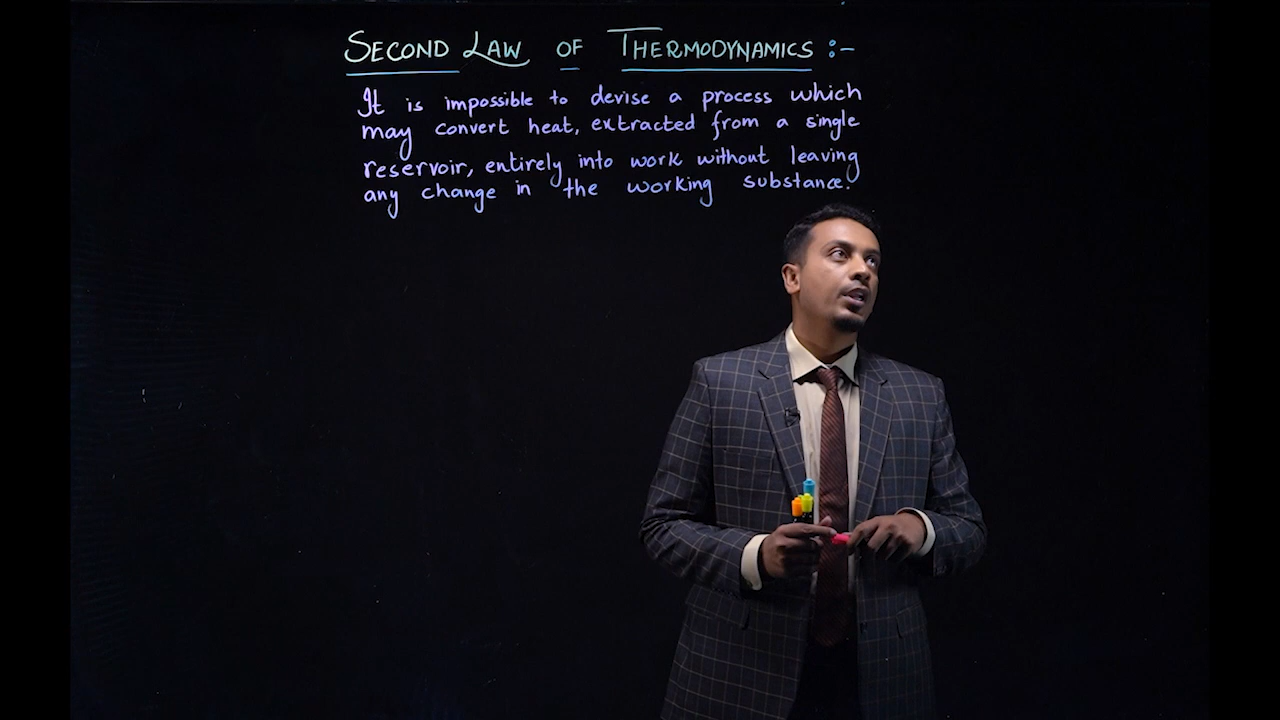 SECOND LAW OF THERMODYNAMICS :-
It is impossible to devise a process which
may convert heat, extracted from a single
reservoir, entirely into work without leaving
any change in the working substance.